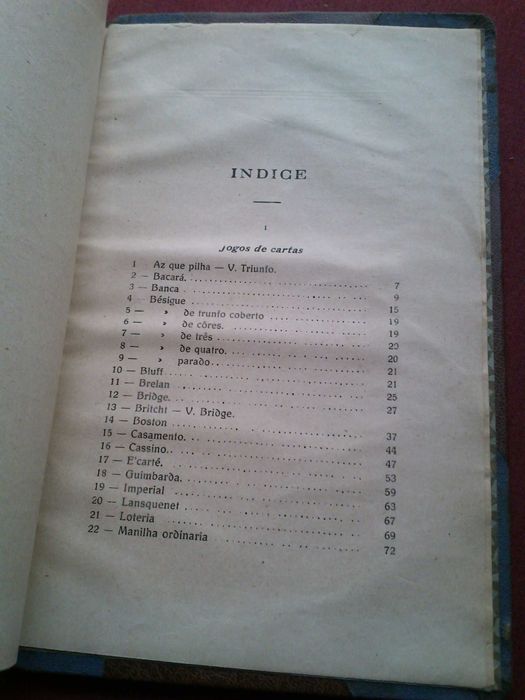 INDICE
I
Jogos de cartas
1 Az que pilha — V. Triunfo.
2 — Bacará. 7
3 — Banca 9
4 — Bésigue 15
5 — » de trunfo coberto 19
6 — » de côres. 19
7 — » de três 20
8 — » de quatro. 20
9 — » parado 21
10 — Bluff 21
11 — Brelan 25
12 — Bridge. 27
13 — Britcht — V. Bridge.
14 — Boston 37
15 — Casamento. 44
16 — Cassino. 47
17 — E'carté. 53
18 — Guimbarda. 59
19 — Imperial 63
20 — Lansquenet 67
21 — Loteria 69
22 — Manilha ordinaria 72